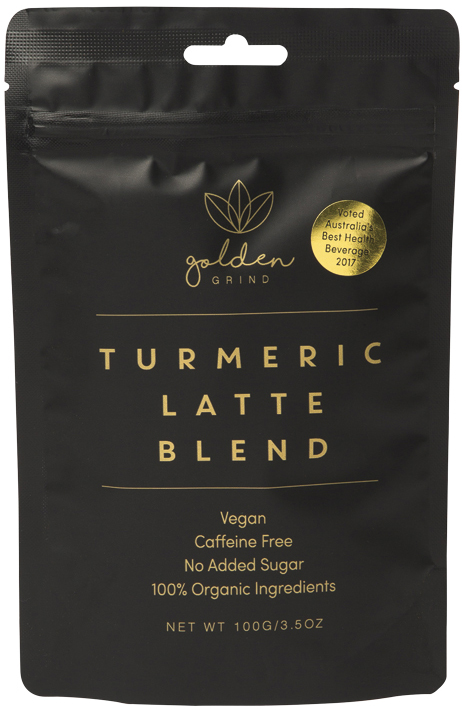 golden
GRIND
Voted
Australia's
Best Health
Beverage
2017
TURMERIC
LATTE
BLEND
Vegan
Caffeine Free
No Added Sugar
100% Organic Ingredients
NET WT 100G/3.5OZ